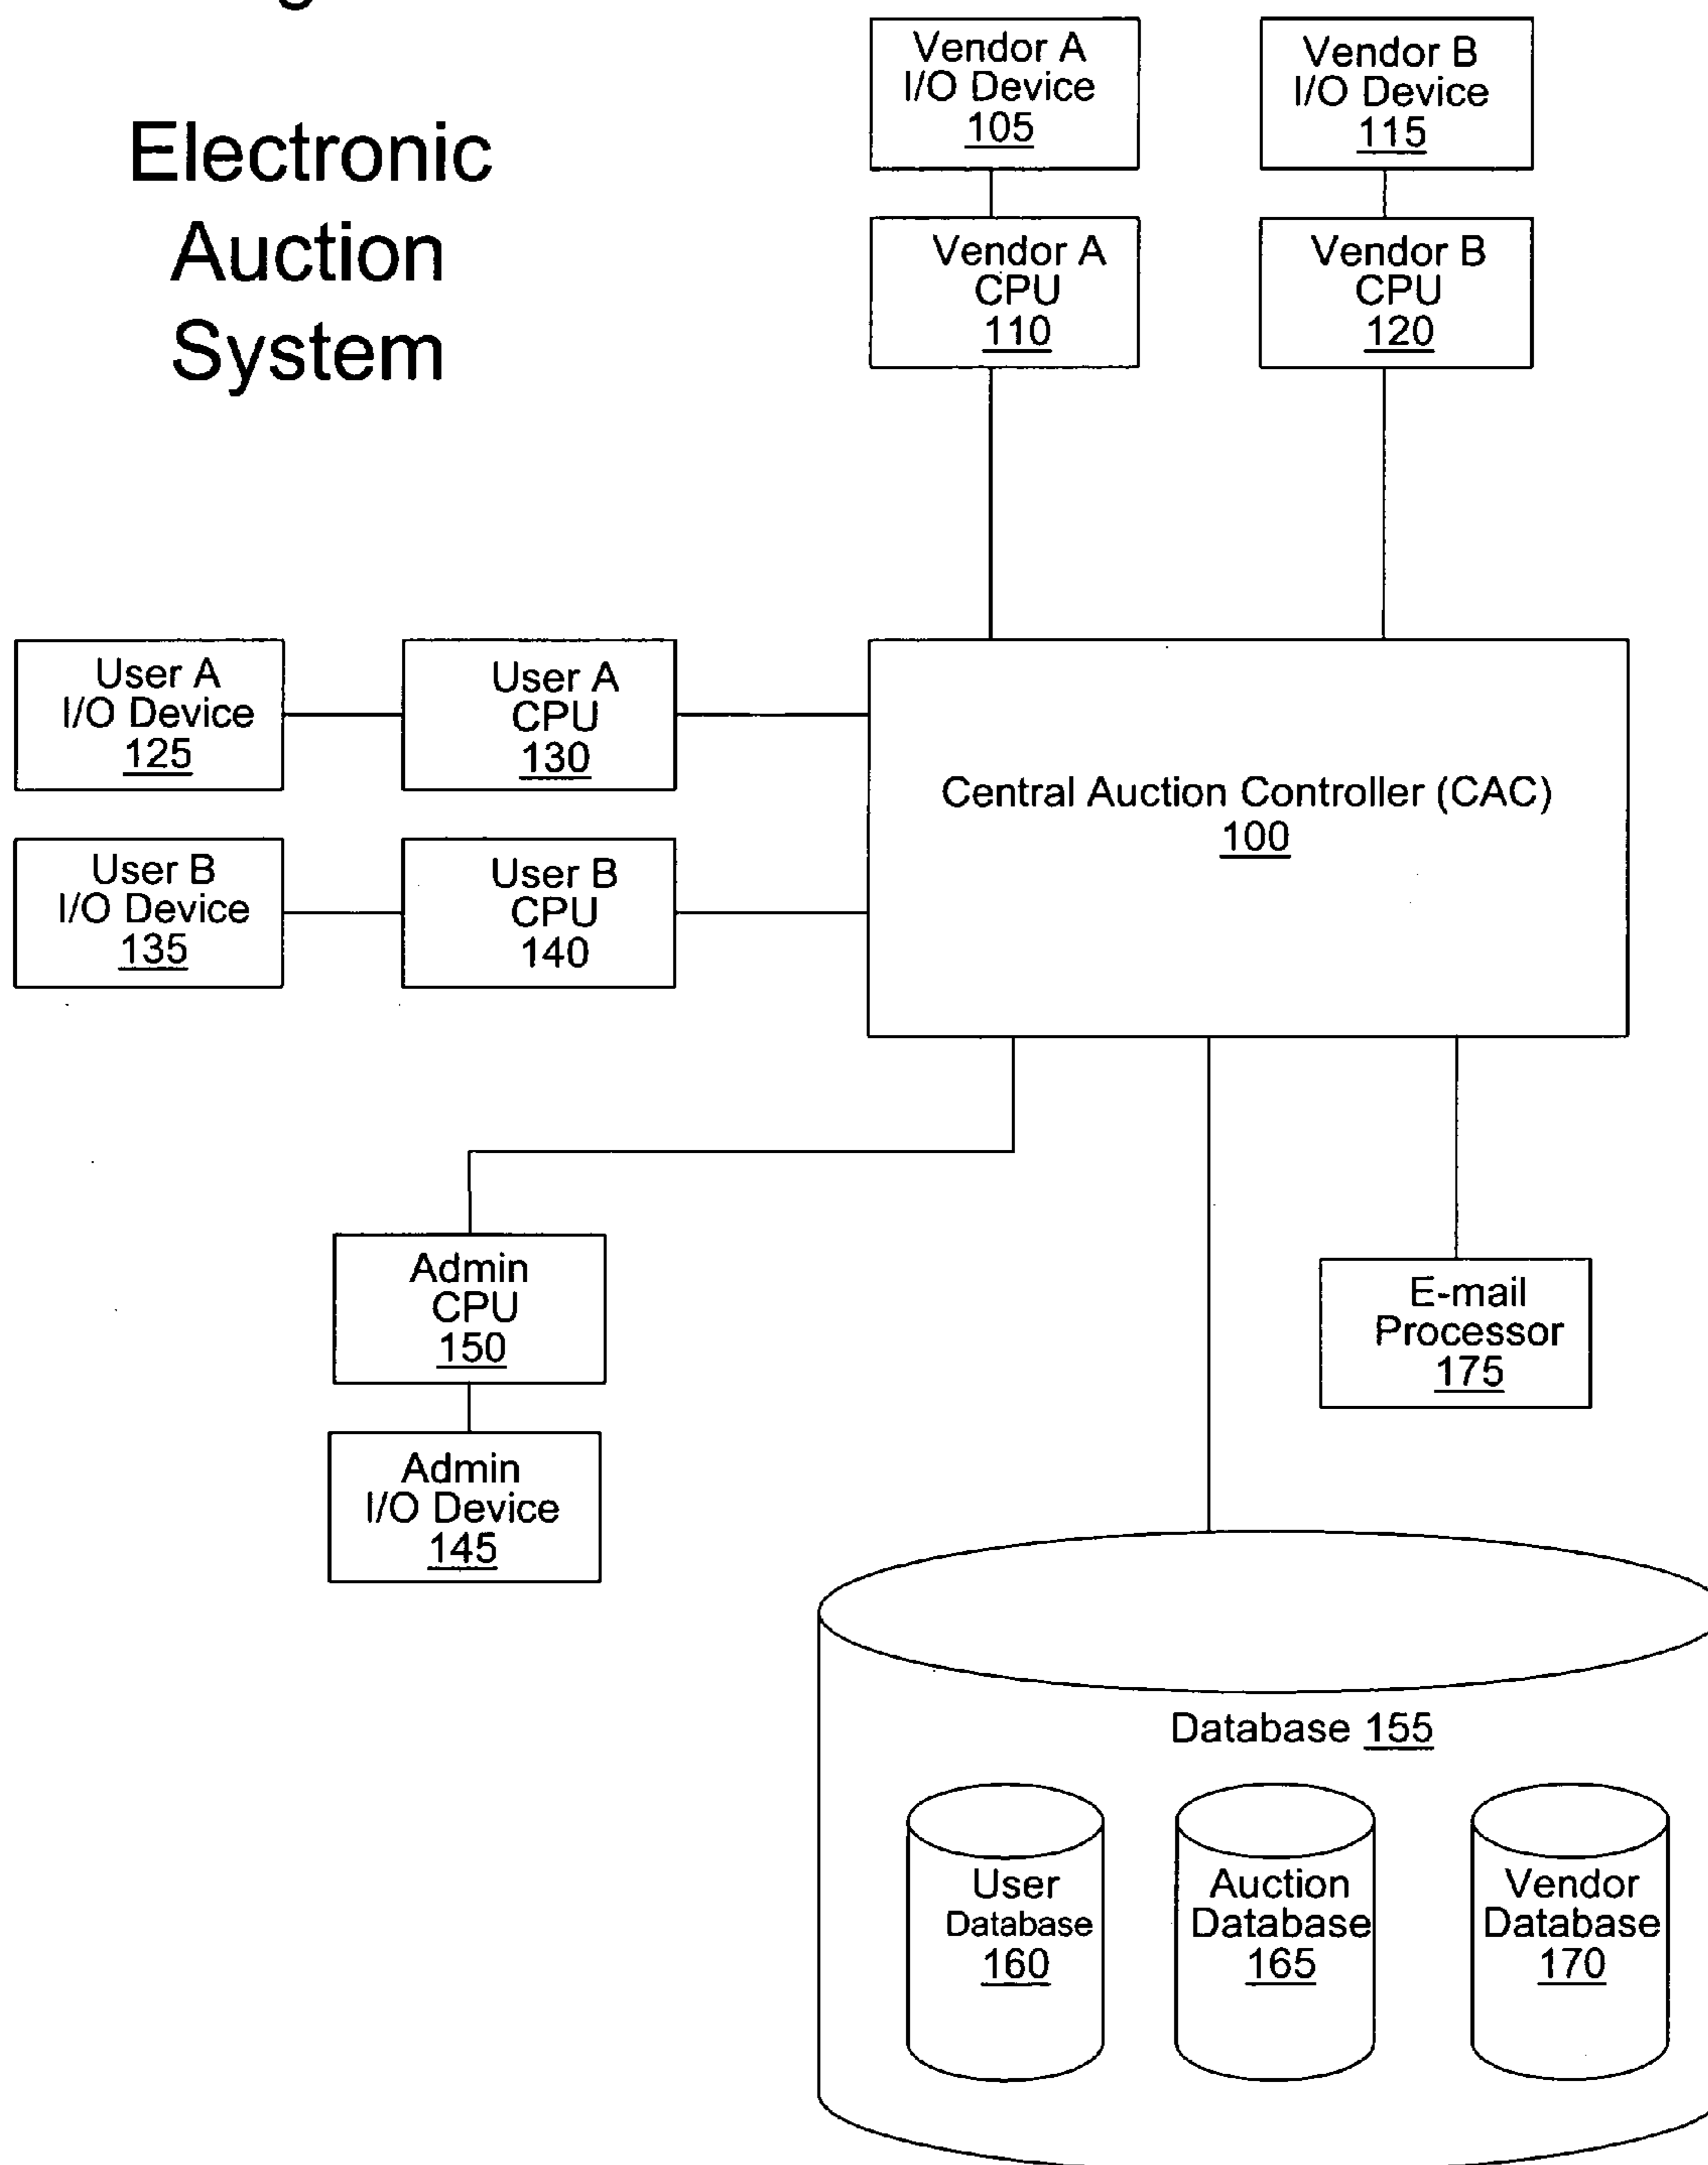 Electronic
Auction
System
Vendor A
I/O Device
105
Vendor B
I/O Device
115
Vendor A
CPU
110
Vendor B
CPU
120
User A
I/O Device
125
User A
CPU
130
Central Auction Controller (CAC)
100
User B
I/O Device
135
User B
CPU
140
Admin
CPU
150
E-mail
Processor
175
Admin
I/O Device
145
Database 155
User
Database
160
Auction
Database
165
Vendor
Database
170